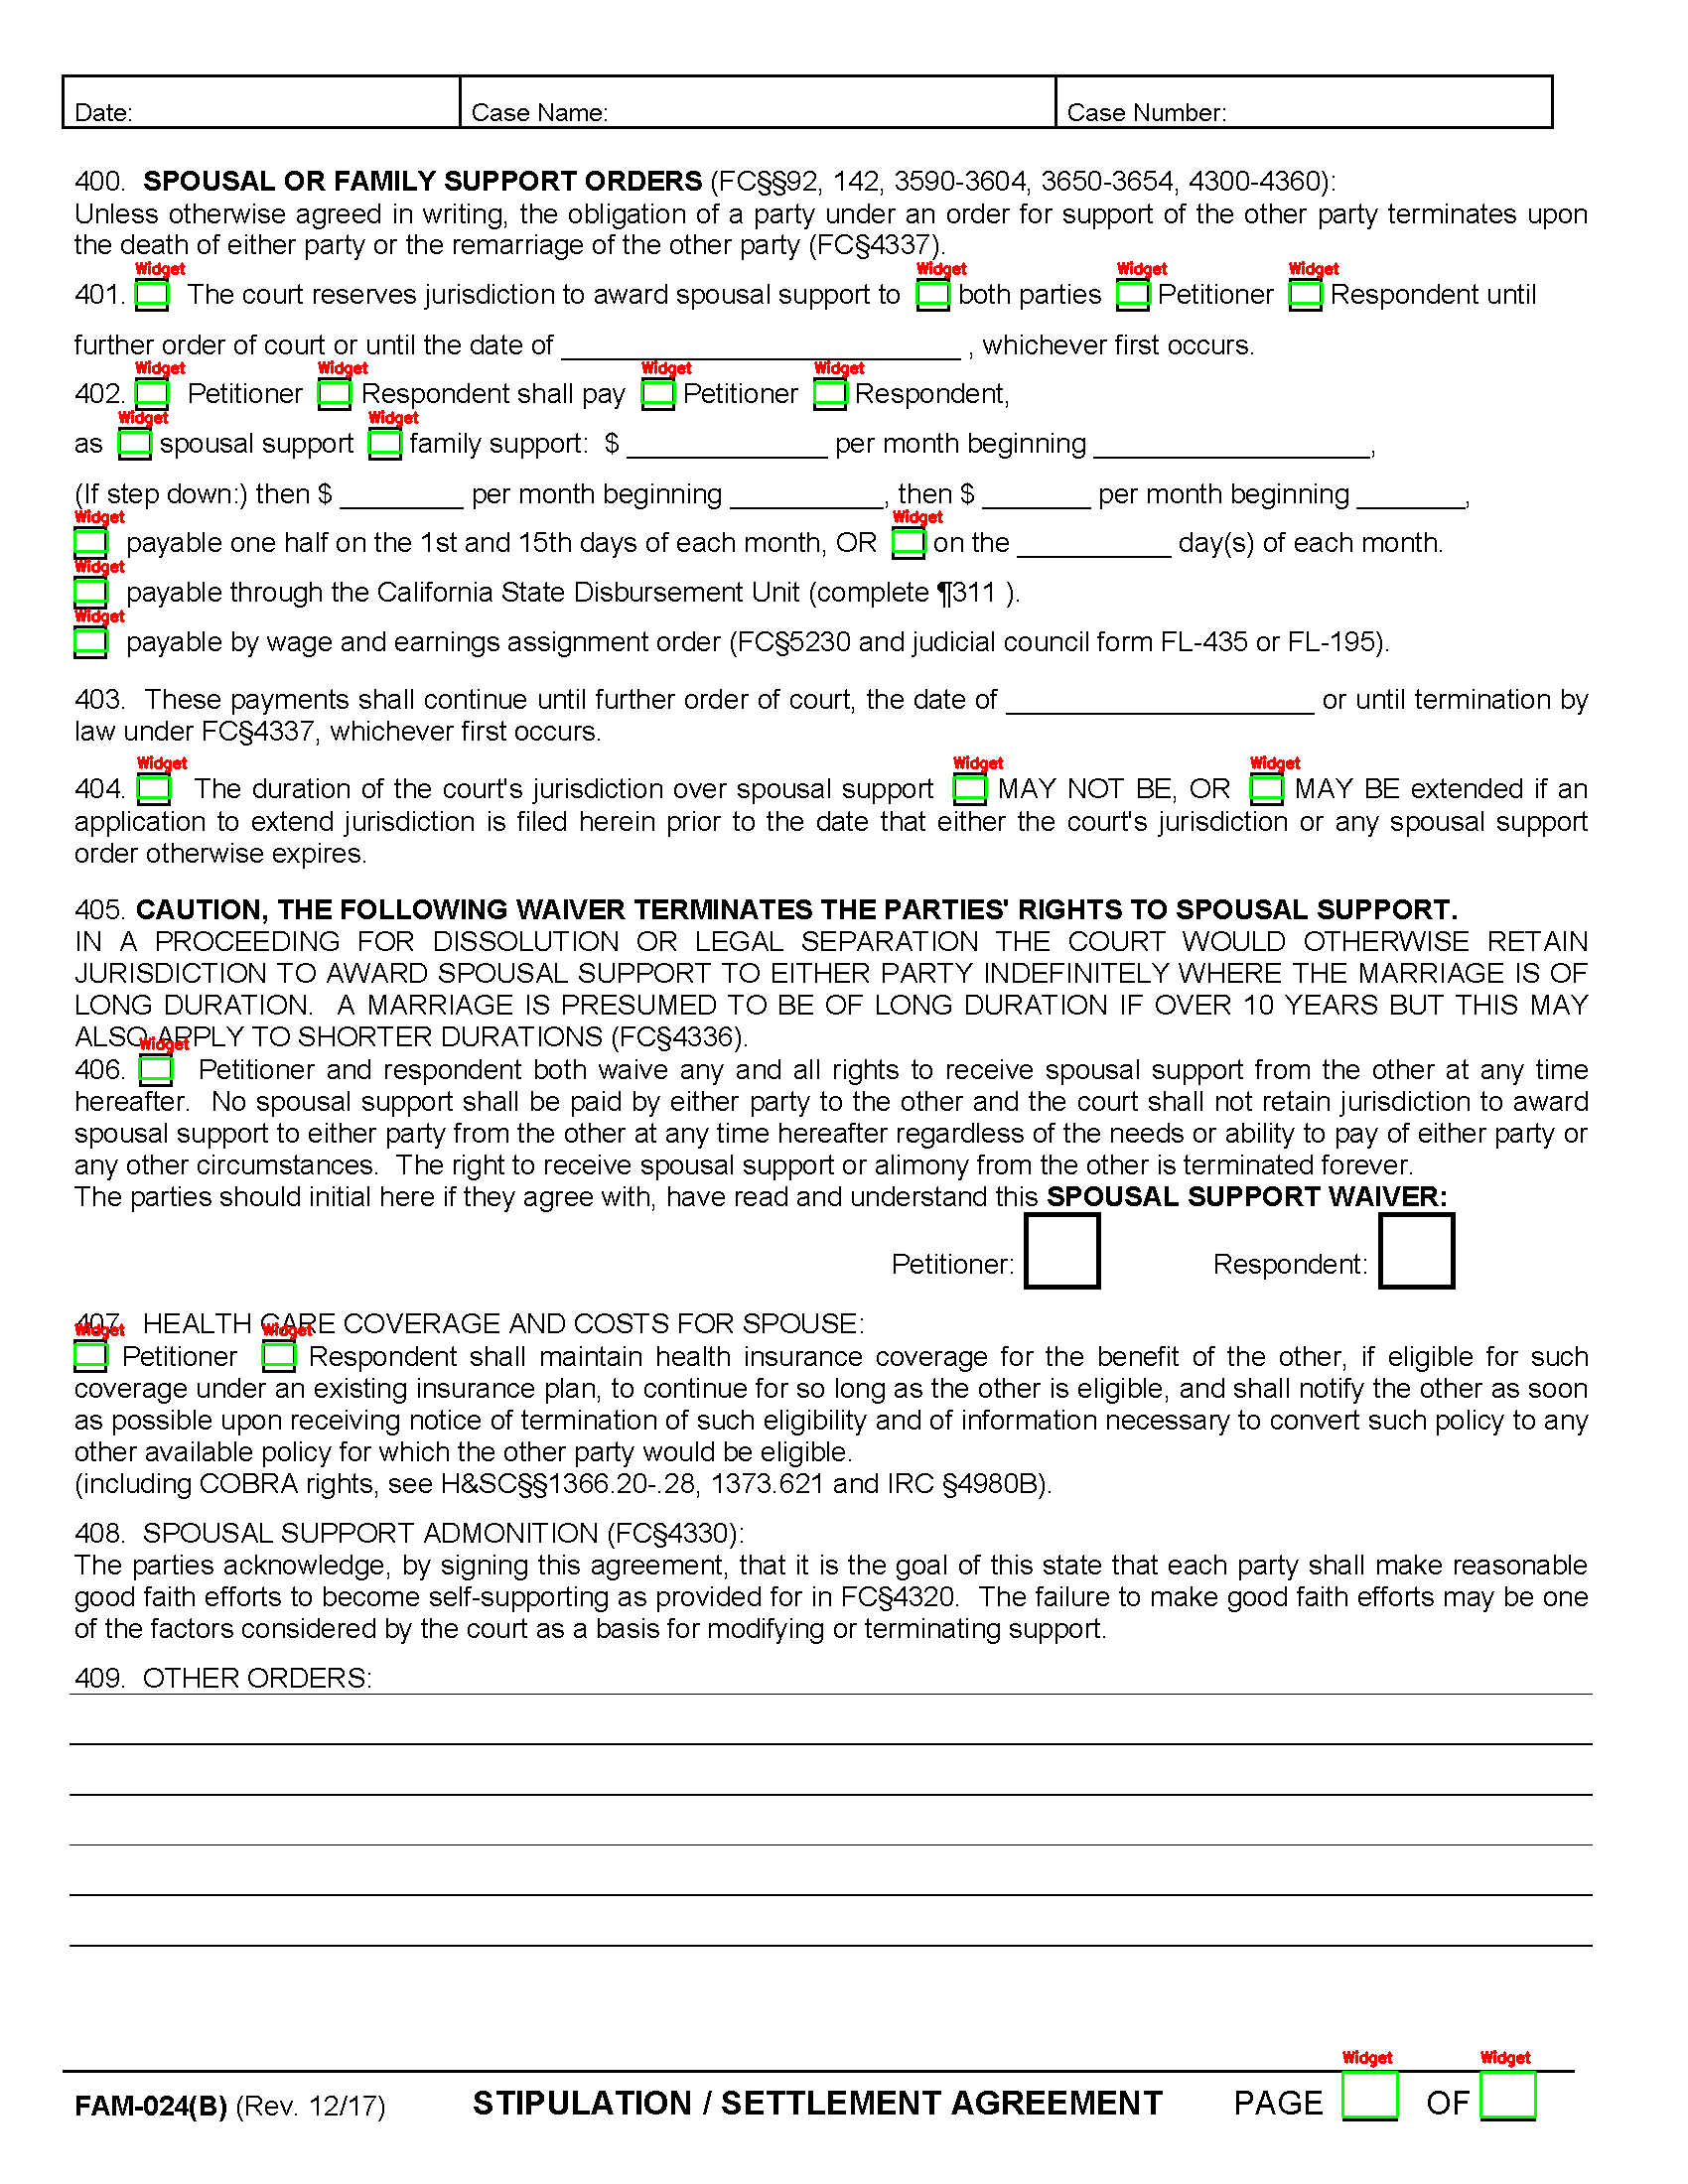 Date: Case Name: Case Number:
400. SPOUSAL OR FAMILY SUPPORT ORDERS (FC§§92, 142, 3590-3604, 3650-3654, 4300-4360):
Unless otherwise agreed in writing, the obligation of a party under an order for support of the other party terminates upon
the death of either party or the remarriage of the other party (FC§4337).
Widget Widget Widget Widget
401. The court reserves jurisdiction to award spousal support to both parties Petitioner Respondent until
further order of court or until the date of __________________________ , whichever first occurs.
Widget Widget Widget Widget
402. Petitioner Respondent shall pay Petitioner Respondent,
Widget Widget
as spousal support family support: $ _____________ per month beginning __________________,
(If step down:) then $ ________ per month beginning __________, then $ _______ per month beginning _______,
Widget Widget
payable one half on the 1st and 15th days of each month, OR on the __________ day(s) of each month.
Widget
payable through the California State Disbursement Unit (complete ¶311 ).
Widget
payable by wage and earnings assignment order (FC§5230 and judicial council form FL-435 or FL-195).
403. These payments shall continue until further order of court, the date of ____________________ or until termination by
law under FC§4337, whichever first occurs.
Widget Widget Widget
404. The duration of the court's jurisdiction over spousal support MAY NOT BE, OR MAY BE extended if an
application to extend jurisdiction is filed herein prior to the date that either the court's jurisdiction or any spousal support
order otherwise expires.
405. CAUTION, THE FOLLOWING WAIVER TERMINATES THE PARTIES' RIGHTS TO SPOUSAL SUPPORT.
IN A PROCEEDING FOR DISSOLUTION OR LEGAL SEPARATION THE COURT WOULD OTHERWISE RETAIN
JURISDICTION TO AWARD SPOUSAL SUPPORT TO EITHER PARTY INDEFINITELY WHERE THE MARRIAGE IS OF
LONG DURATION. A MARRIAGE IS PRESUMED TO BE OF LONG DURATION IF OVER 10 YEARS BUT THIS MAY
ALSO APPLY TO SHORTER DURATIONS (FC§4336).
Widget
406. Petitioner and respondent both waive any and all rights to receive spousal support from the other at any time
hereafter. No spousal support shall be paid by either party to the other and the court shall not retain jurisdiction to award
spousal support to either party from the other at any time hereafter regardless of the needs or ability to pay of either party or
any other circumstances. The right to receive spousal support or alimony from the other is terminated forever.
The parties should initial here if they agree with, have read and understand this SPOUSAL SUPPORT WAIVER:
Petitioner: Respondent:
407. HEALTH CARE COVERAGE AND COSTS FOR SPOUSE:
Widget Widget
Petitioner Respondent shall maintain health insurance coverage for the benefit of the other, if eligible for such
coverage under an existing insurance plan, to continue for so long as the other is eligible, and shall notify the other as soon
as possible upon receiving notice of termination of such eligibility and of information necessary to convert such policy to any
other available policy for which the other party would be eligible.
(including COBRA rights, see H&SC§§1366.20-.28, 1373.621 and IRC §4980B).
408. SPOUSAL SUPPORT ADMONITION (FC§4330):
The parties acknowledge, by signing this agreement, that it is the goal of this state that each party shall make reasonable
good faith efforts to become self-supporting as provided for in FC§4320. The failure to make good faith efforts may be one
of the factors considered by the court as a basis for modifying or terminating support.
409. OTHER ORDERS:
Widget Widget
FAM-024(B) (Rev. 12/17) STIPULATION / SETTLEMENT AGREEMENT PAGE OF